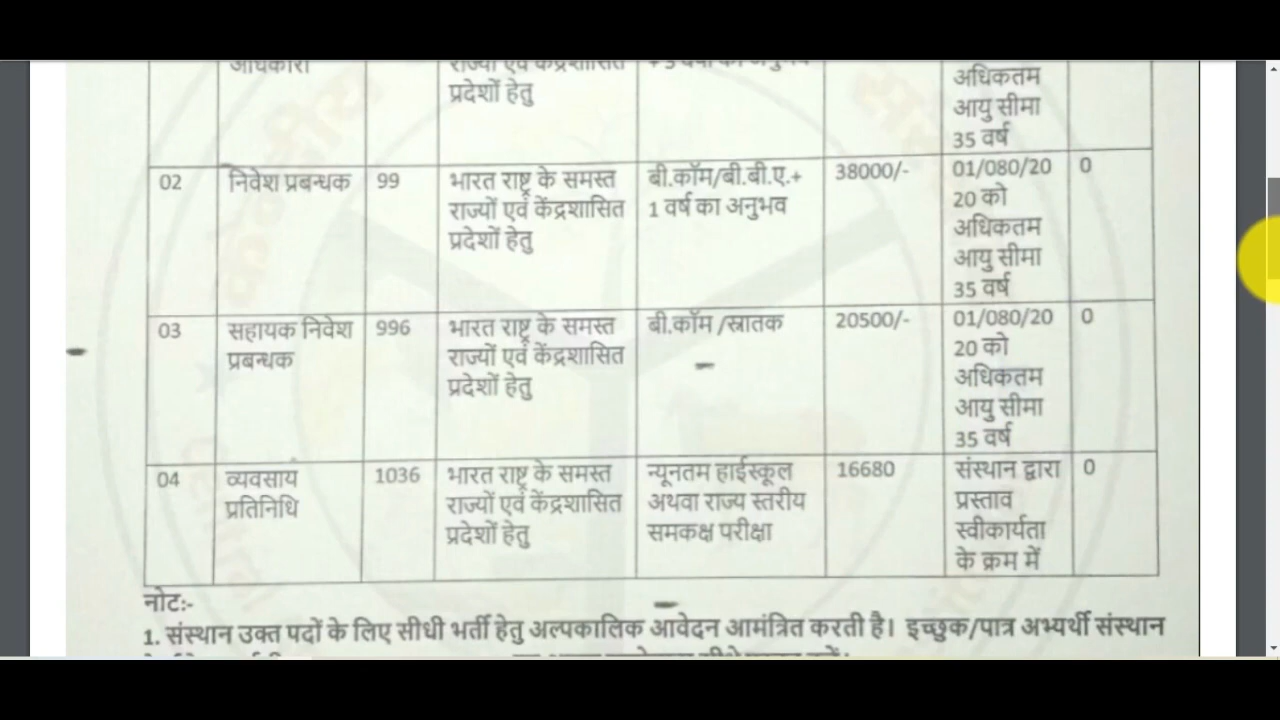 अधिकारी
राज्यों एवं केंद्रशासित
प्रदेशों हेतु
अधिकतम
आयु सीमा
35 वर्ष
02
निवेश प्रबन्धक
99
भारत राष्ट्र के समस्त
राज्यों एवं केंद्रशासित
प्रदेशों हेतु
बी.कॉम/बी.बी.ए.+
1 वर्ष का अनुभव
38000/-
01/080/20
20 को
अधिकतम
आयु सीमा
35 वर्ष
0
03
सहायक निवेश
प्रबन्धक
996
भारत राष्ट्र के समस्त
राज्यों एवं केंद्रशासित
प्रदेशों हेतु
बी.कॉम /स्नातक
20500/-
01/080/20
20 को
अधिकतम
आयु सीमा
35 वर्ष
0
04
व्यवसाय
प्रतिनिधि
1036
भारत राष्ट्र के समस्त
राज्यों एवं केंद्रशासित
प्रदेशों हेतु
न्यूनतम हाईस्कूल
अथवा राज्य स्तरीय
समकक्ष परीक्षा
16680
संस्थान द्वारा
प्रस्ताव
स्वीकार्यता
के क्रम में
0
नोटः-
1. संस्थान उक्त पदों के लिए सीधी भर्ती हेतु अल्पकालिक आवेदन आमंत्रित करती है। इच्छुक/पात्र अभ्यर्थी संस्थान